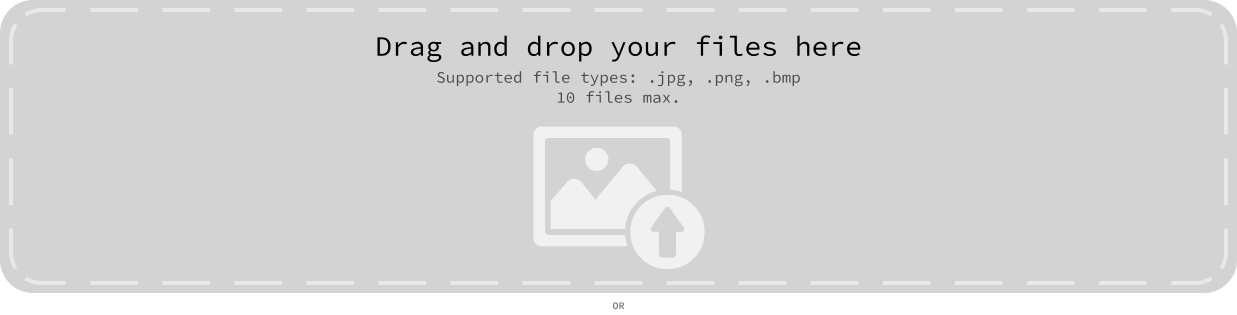 Drag and drop your files here
Supported file types: .jpg, .png, .bmp
10 files max.
OR